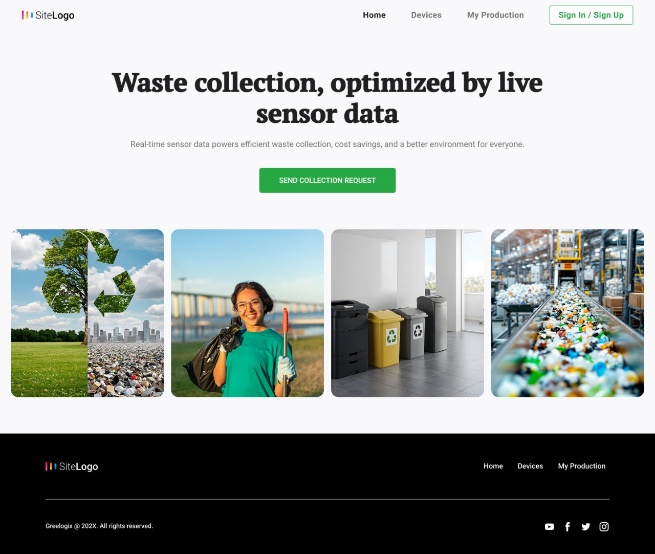 SiteLogo
Home Devices My Production Sign In / Sign Up
Waste collection, optimized by live
sensor data
Real-time sensor data powers efficient waste collection, cost savings, and a better environment for everyone.
SEND COLLECTION REQUEST
SiteLogo
Home Devices My Production
Greelogix @ 202X. All rights reserved.